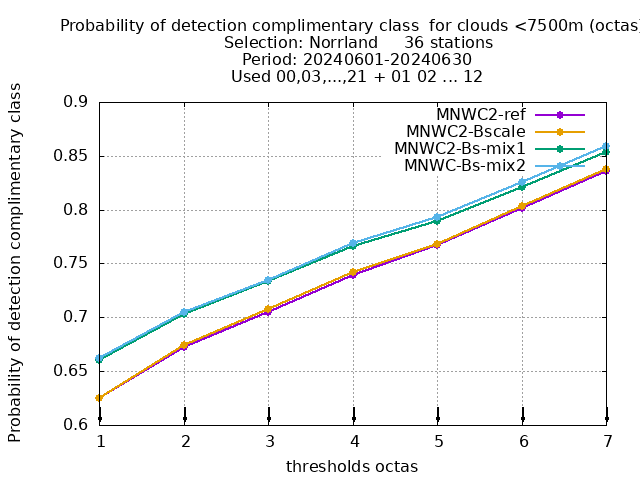 Probability of detection complimentary class  for clouds <7500m (octas)
Selection: Norrland     36 stations
Period: 20240601-20240630
Used 00,03,...,21 + 01 02 ... 12
MNWC2-ref
MNWC2-Bscale
MNWC2-Bs-mix1
MNWC-Bs-mix2
Probability of detection complimentary class
0.9
0.85
0.8
0.75
0.7
0.65
0.6
1 2 3 4 5 6 7
thresholds octas